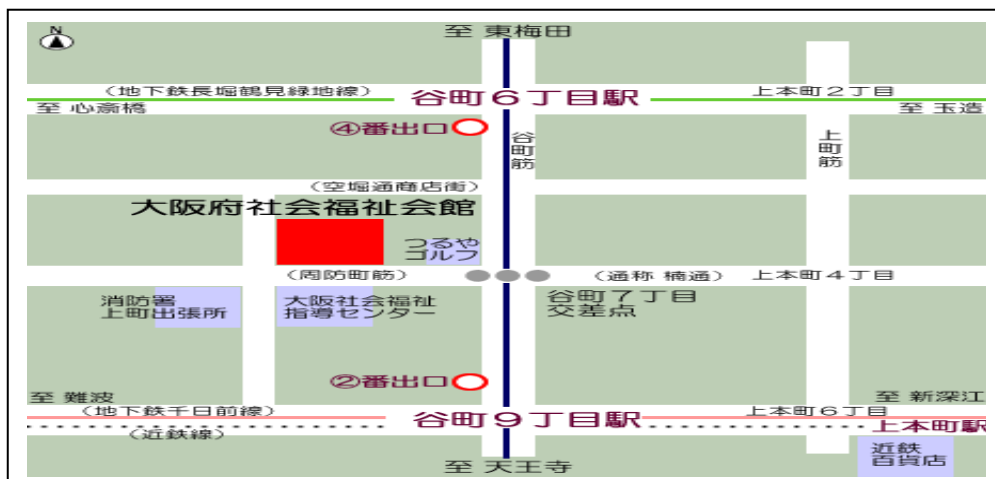 N
至 東梅田
(地下鉄長堀鶴見緑地線)
谷町6丁目駅
上本町2丁目
至 心斎橋
至 玉造
④番出口
谷町筋
上町筋
(空堀通商店街)
大阪府社会福祉会館
つるや
ゴルフ
(周防町筋)
(通称 楠通)
上本町4丁目
消防署
上町出張所
大阪社会福祉
指導センター
谷町7丁目
交差点
②番出口
至 難波
至 新深江
(地下鉄千日前線)
谷町9丁目駅
上本町6丁目
(近鉄線)
上本町駅
近鉄
百貨店
至 天王寺